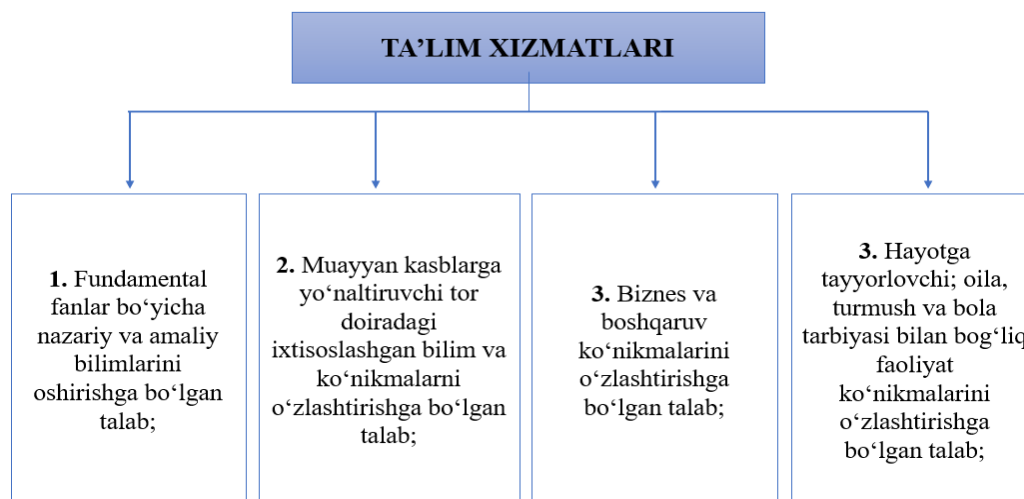 TA’LIM XIZMATLARI
1. Fundamental
fanlar bo‘yicha
nazariy va amaliy
bilimlarini
oshirishga bo‘lgan
talab;
2. Muayyan kasblarga
yo‘naltiruvchi tor
doiradagi
ixtisoslashgan bilim va
ko‘nikmalarni
o‘zlashtirishga bo‘lgan
talab;
3. Biznes va
boshqaruv
ko‘nikmalarini
o‘zlashtirishga
bo‘lgan talab;
3. Hayotga
tayyorlovchi; oila,
turmush va bola
tarbiyasi bilan bog‘liq
faoliyat
ko‘nikmalarini
o‘zlashtirishga
bo‘lgan talab;